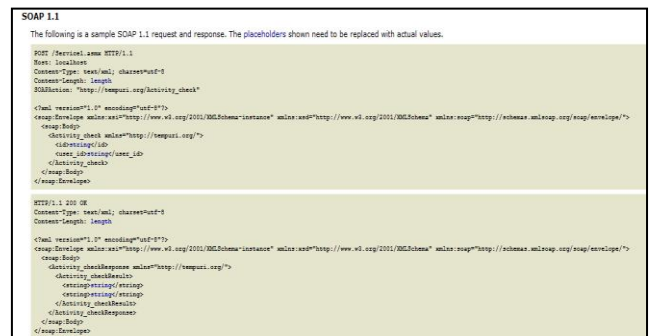 SOAP 1.1
The following is a sample SOAP 1.1 request and response. The placeholders shown need to be replaced with actual values.
POST /Service1.asmx HTTP/1.1
Host: localhost
Content-Type: text/xml; charset=utf-8
Content-Length: length
SOAPAction: "http://tempuri.org/Activity_check"
<?xml version="1.0" encoding="utf-8"?>
<soap:Envelope xmlns:xsi="http://www.w3.org/2001/XMLSchema-instance" xmlns:xsd="http://www.w3.org/2001/XMLSchema" xmlns:soap="http://schemas.xmlsoap.org/soap/envelope/">
<soap:Body>
<Activity_check xmlns="http://tempuri.org/">
<id>string</id>
<user_id>string</user_id>
</Activity_check>
</soap:Body>
</soap:Envelope>
HTTP/1.1 200 OK
Content-Type: text/xml; charset=utf-8
Content-Length: length
<?xml version="1.0" encoding="utf-8"?>
<soap:Envelope xmlns:xsi="http://www.w3.org/2001/XMLSchema-instance" xmlns:xsd="http://www.w3.org/2001/XMLSchema" xmlns:soap="http://schemas.xmlsoap.org/soap/envelope/">
<soap:Body>
<Activity_checkResponse xmlns="http://tempuri.org/">
<Activity_checkResult>
<string>string</string>
<string>string</string>
</Activity_checkResult>
</Activity_checkResponse>
</soap:Body>
</soap:Envelope>